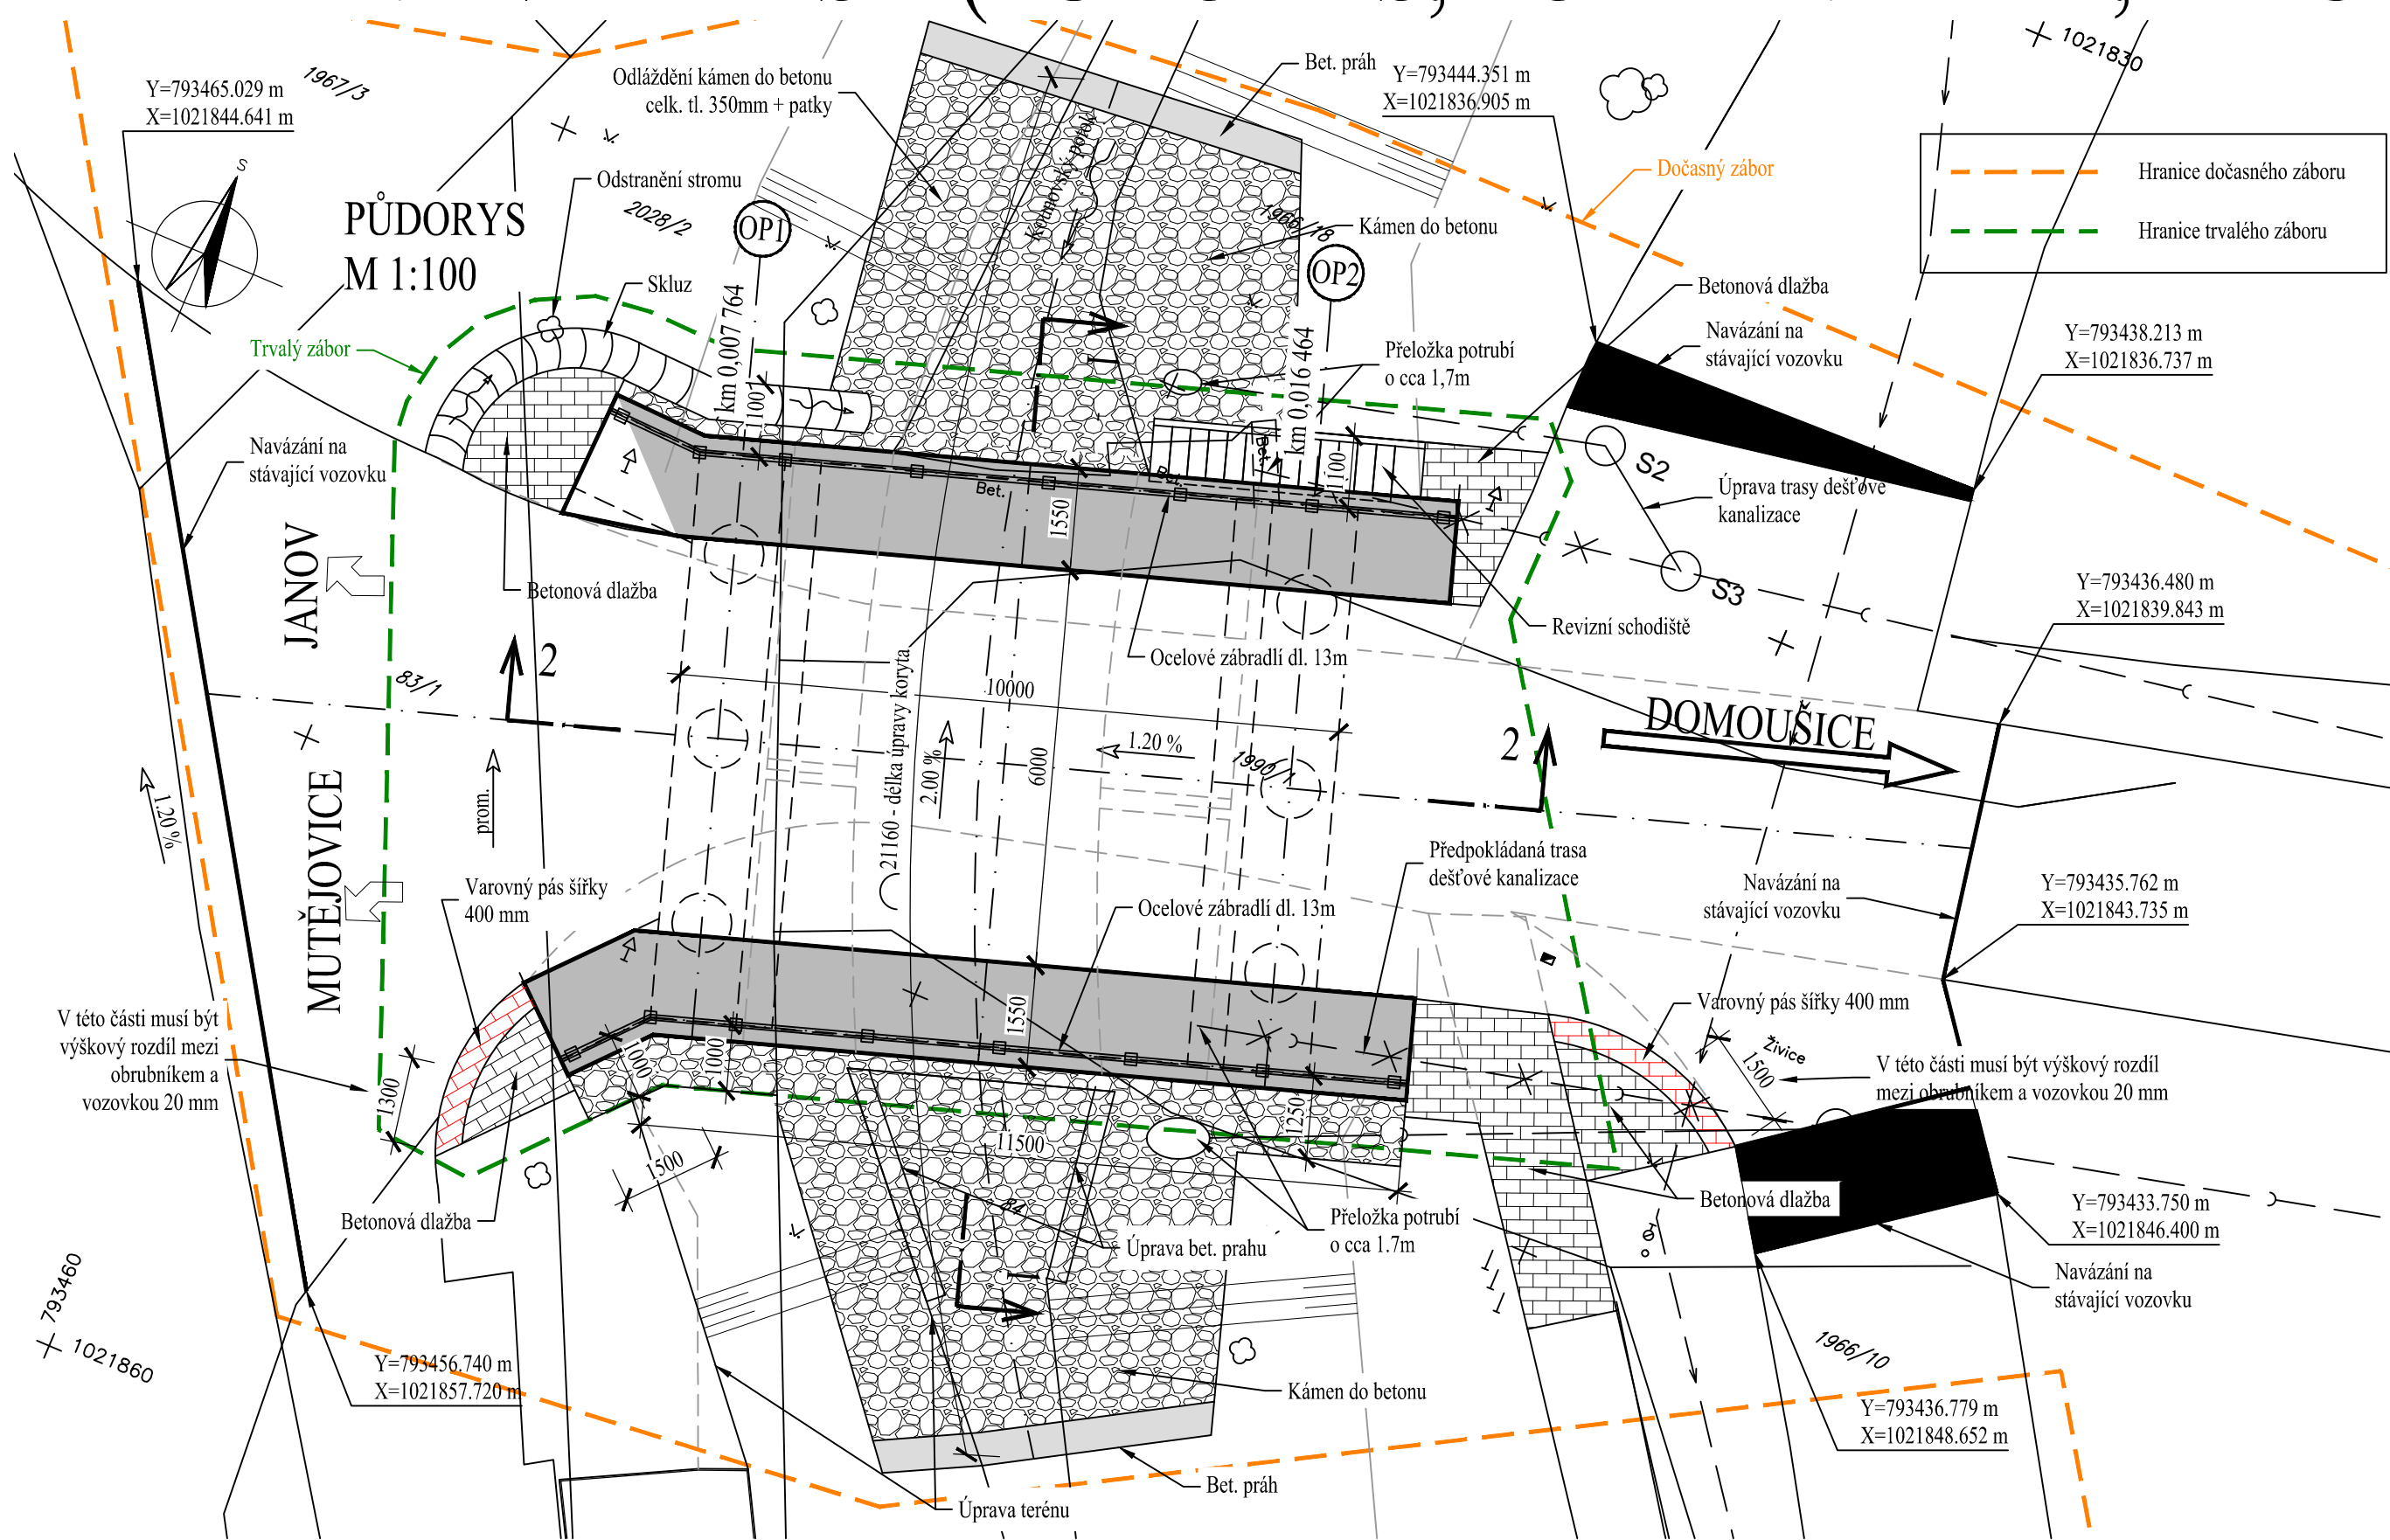 1021830
Y=793465.029 m
X=1021844.641 m
1967/3
Odláždění kámen do betonu
celk. tl. 350mm + patky
Bet. práh
Y=793444.351 m
X=1021836.905 m
Dočasný zábor
Hranice dočasného záboru
Hranice trvalého záboru
S
PŮDORYS
M 1:100
Odstranění stromu
2028/2
OP1
Kounovský potok
1966/18
Kámen do betonu
OP2
Skluz
Trvalý zábor
km 0,007 764
km 0,016 464
Betonová dlažba
Navázání na
stávající vozovku
Y=793438.213 m
X=1021836.737 m
Přeložka potrubí
o cca 1,7m
1100
1100
Bet.
Bet.
Bet.
1550
S2
S3
Úprava trasy dešťové
kanalizace
Navázání na
stávající vozovku
JANOV
Betonová dlažba
Revizní schodiště
Ocelové zábradlí dl. 13m
Y=793436.480 m
X=1021839.843 m
83/1
2
10000
21160 - délka úpravy koryta
2.00 %
6000
1.20 %
1990/1
2
DOMOUŠICE
prom.
1.20 %
MUTĚJOVICE
Varovný pás šířky
400 mm
Předpokládaná trasa
dešťové kanalizace
Ocelové zábradlí dl. 13m
Navázání na
stávající vozovku
Y=793435.762 m
X=1021843.735 m
V této části musí být
výškový rozdíl mezi
obrubníkem a
vozovkou 20 mm
1300
1000
1000
1550
Varovný pás šířky 400 mm
Živice
1500
V této části musí být výškový rozdíl
mezi obrubníkem a vozovkou 20 mm
11500
1250
1500
84
Betonová dlažba
Úprava bet. prahu
Přeložka potrubí
o cca 1.7m
Betonová dlažba
Y=793433.750 m
X=1021846.400 m
Navázání na
stávající vozovku
793460
1021860
Y=793456.740 m
X=1021857.720 m
Kámen do betonu
1966/10
Y=793436.779 m
X=1021848.652 m
Bet. práh
Úprava terénu